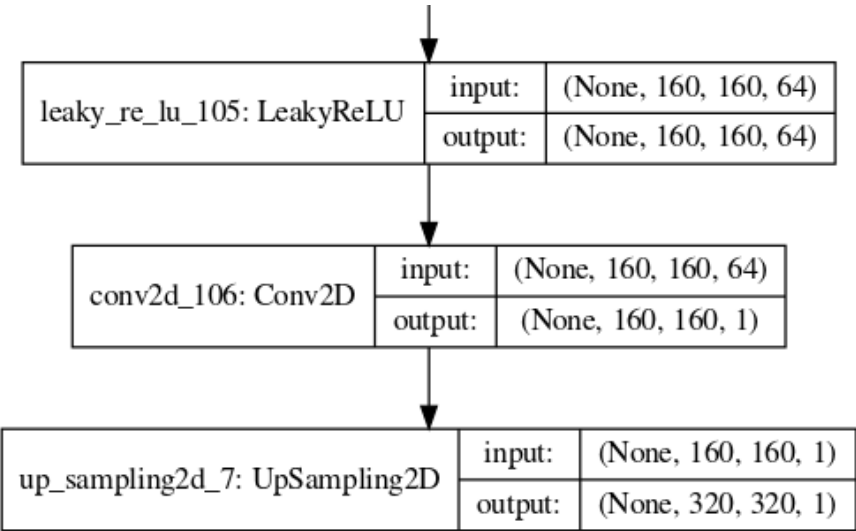 leaky_re_lu_105: LeakyReLU
input: (None, 160, 160, 64)
output: (None, 160, 160, 64)
conv2d_106: Conv2D
input: (None, 160, 160, 64)
output: (None, 160, 160, 1)
up_sampling2d_7: UpSampling2D
input: (None, 160, 160, 1)
output: (None, 320, 320, 1)